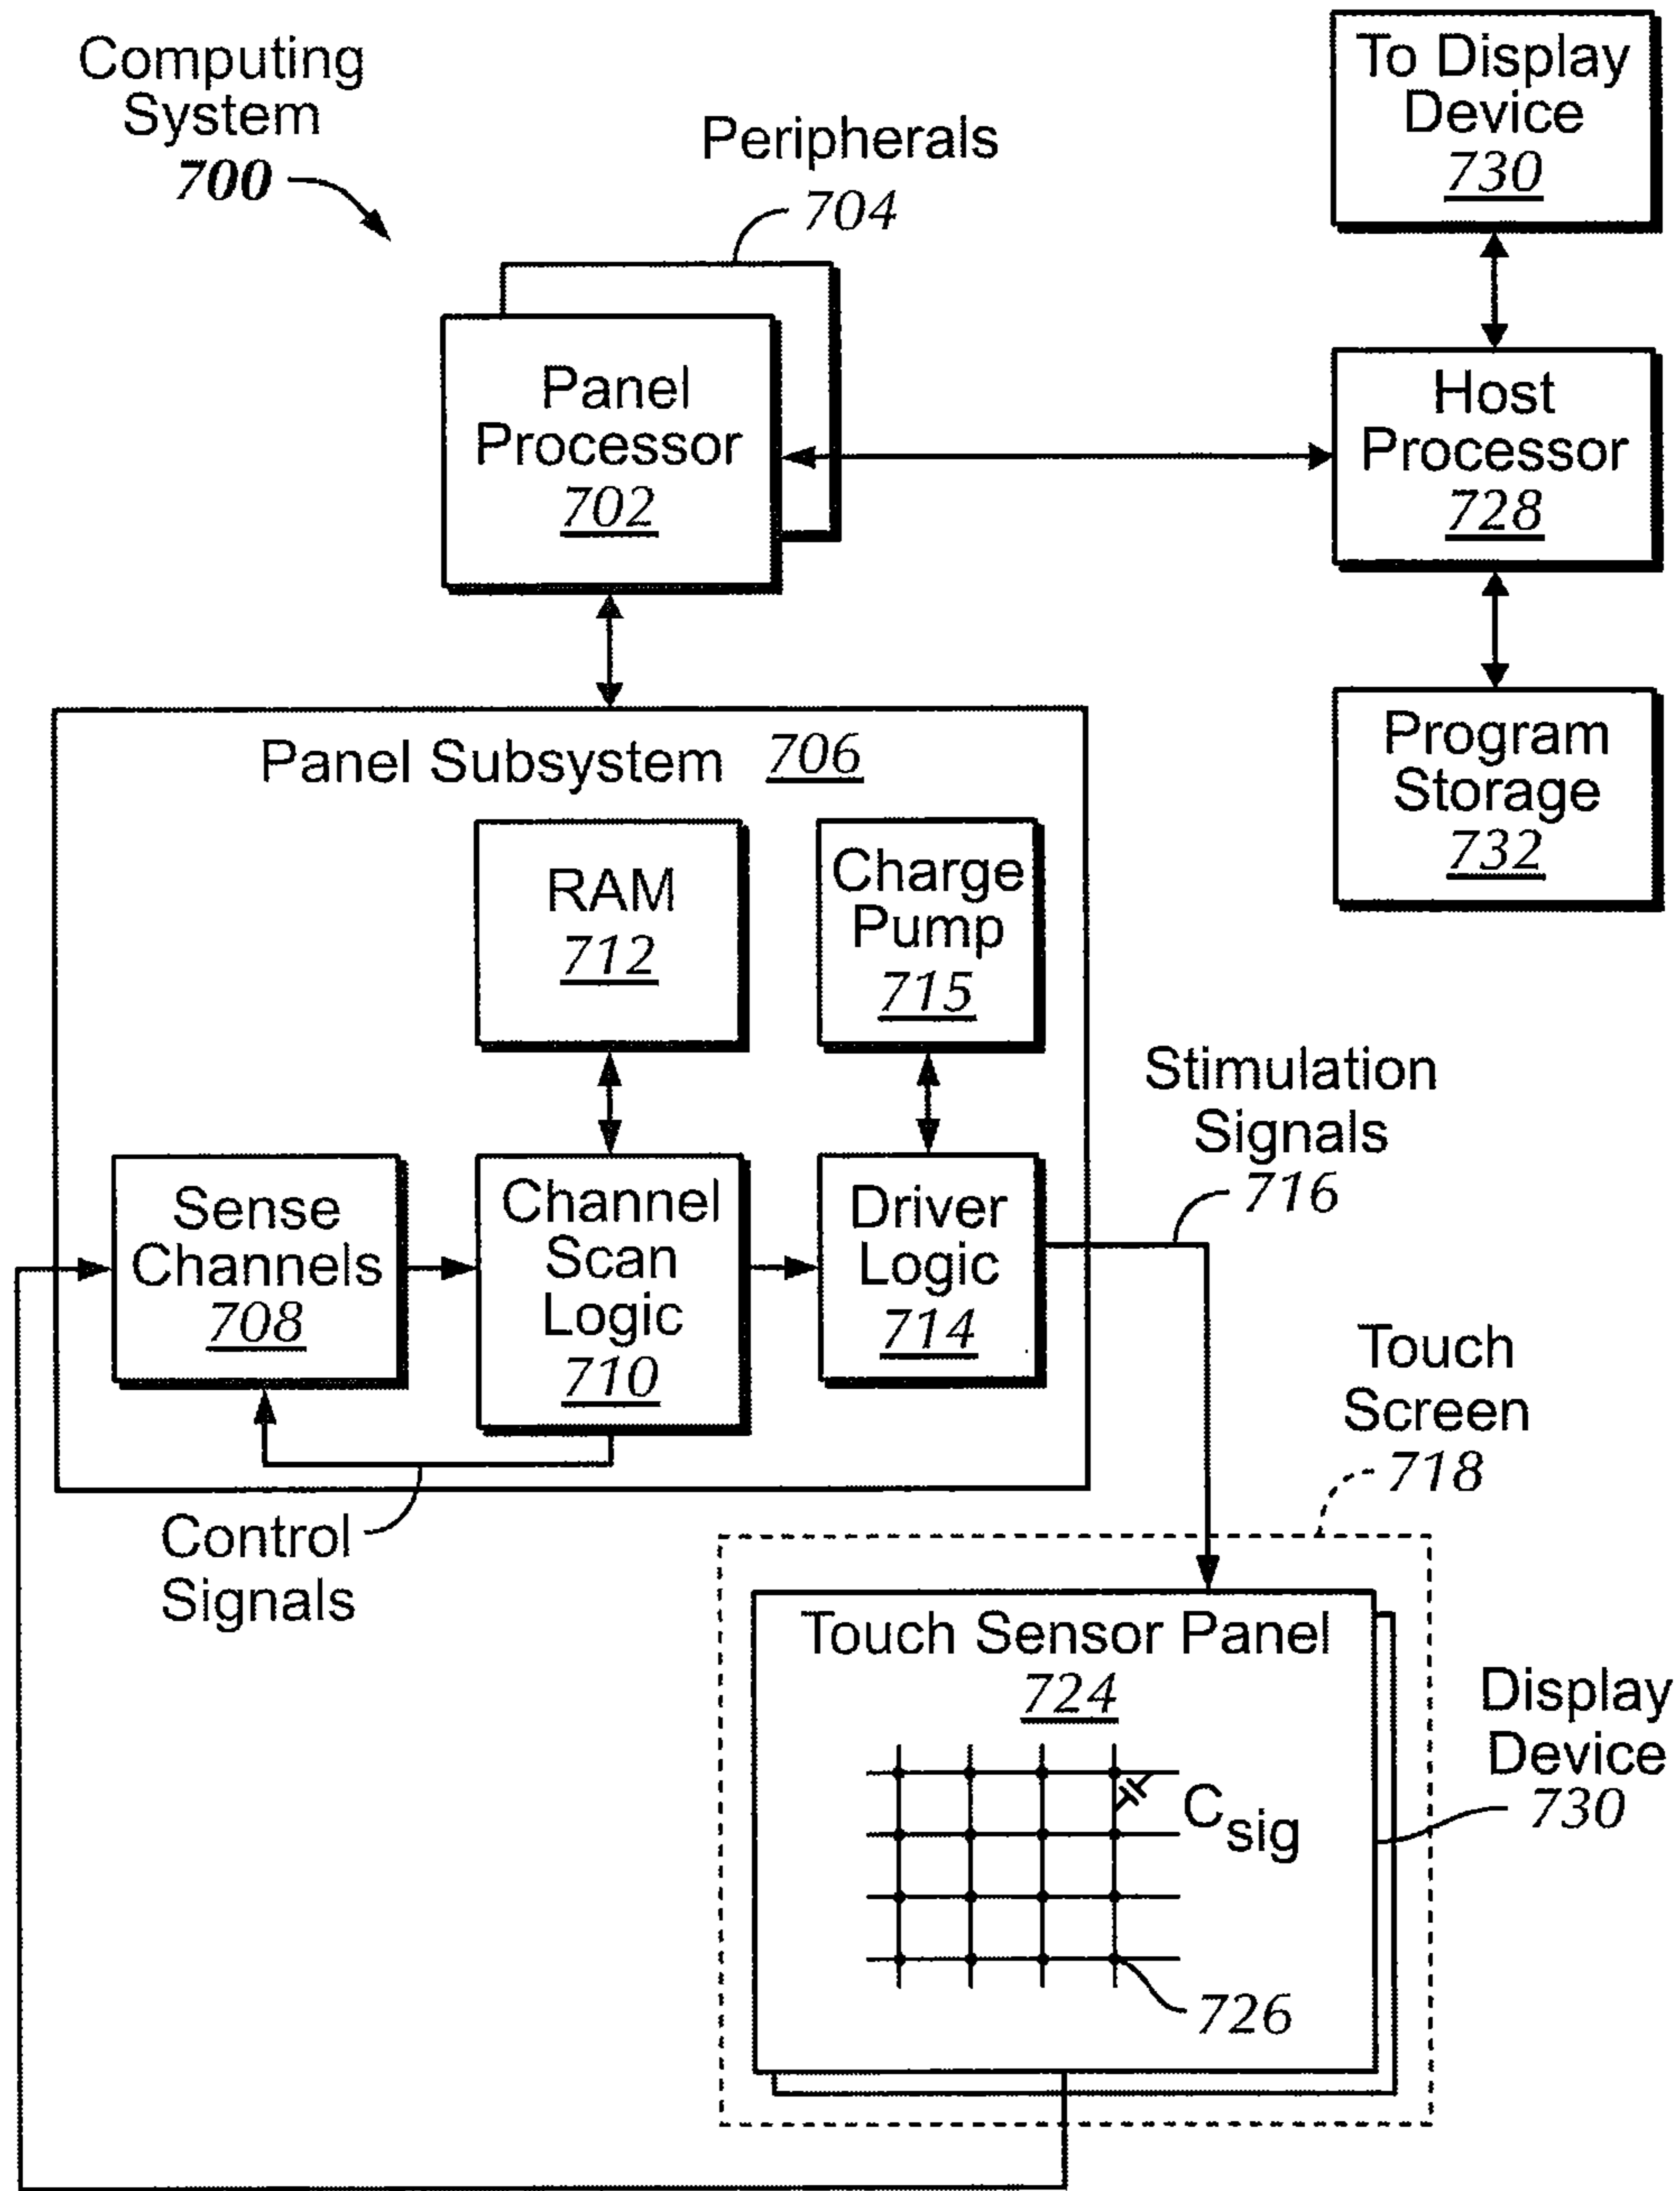 Computing
System
700
Peripherals
704
To Display
Device
730
Panel
Processor
702
Host
Processor
728
Program
Storage
732
Panel Subsystem 706
RAM
712
Charge
Pump
715
Stimulation
Signals
716
Sense
Channels
708
Channel
Scan
Logic
710
Driver
Logic
714
Control
Signals
Touch
Screen
718
Touch Sensor Panel
724
Csig
726
Display
Device
730